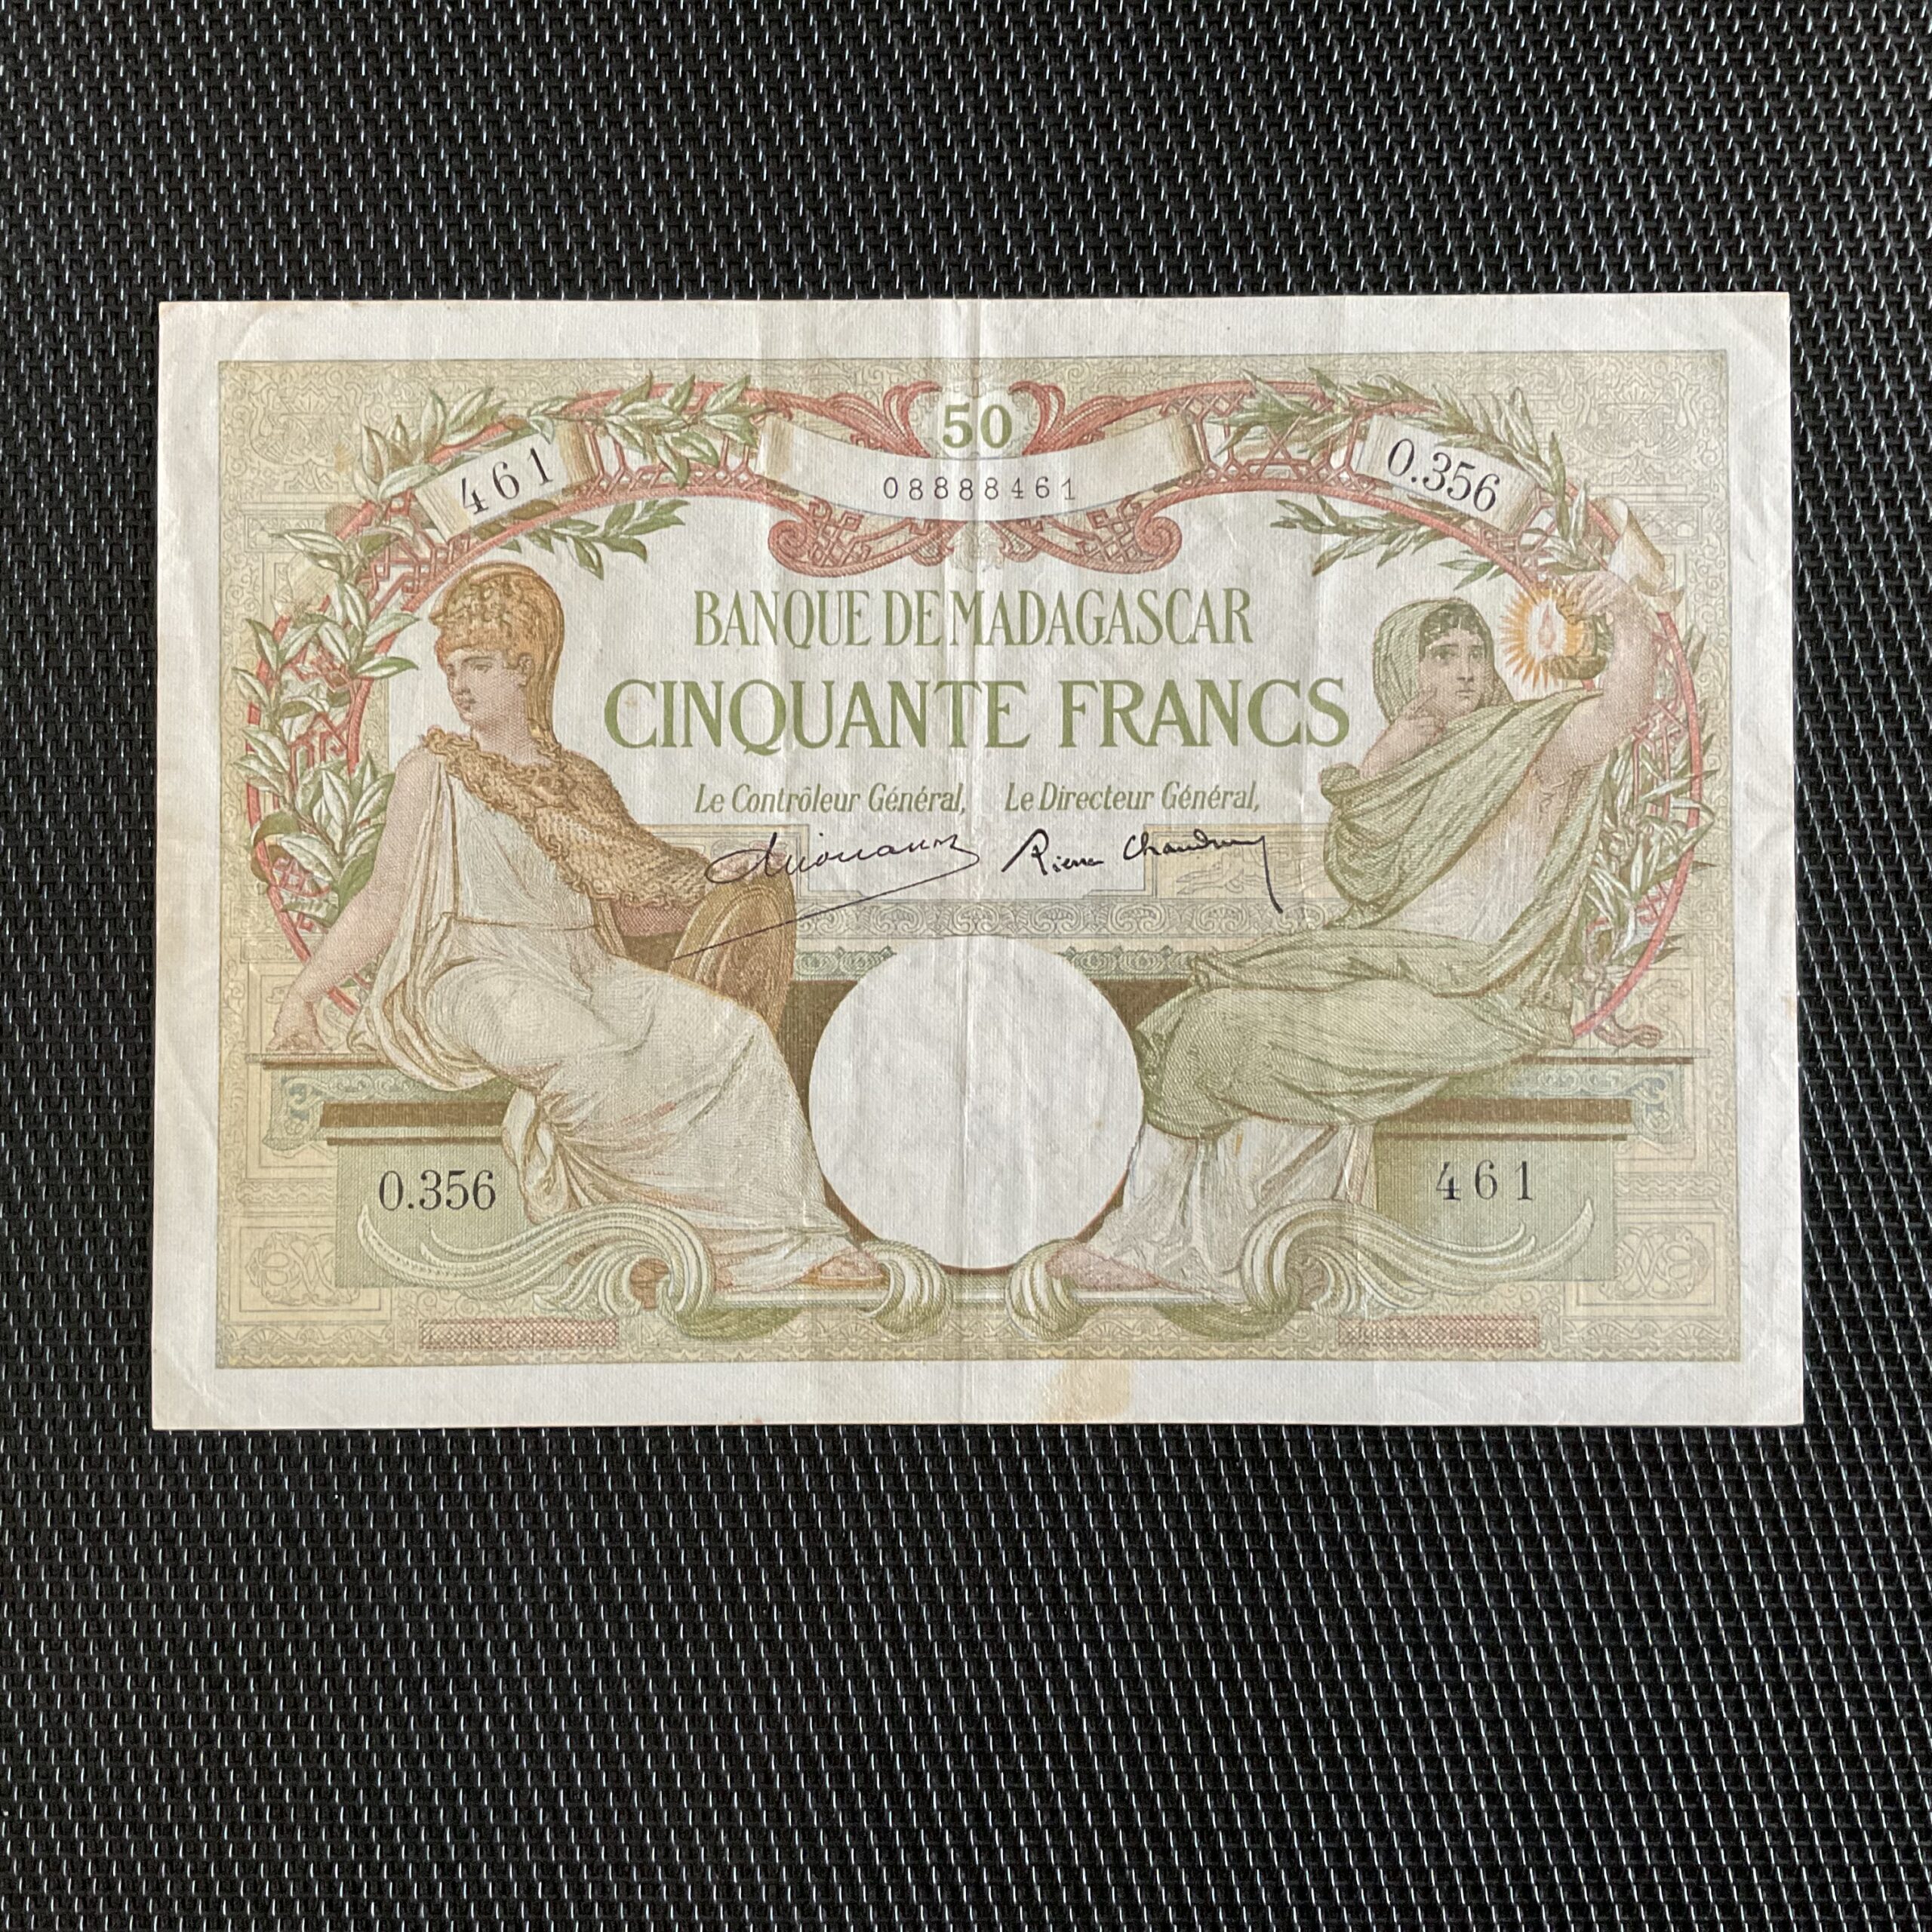 50
461
08888461
0.356
BANQUE DE MADAGASCAR
CINQUANTE FRANCS
Le Contrôleur Général, Le Directeur Général,
Pierre
0.356
461